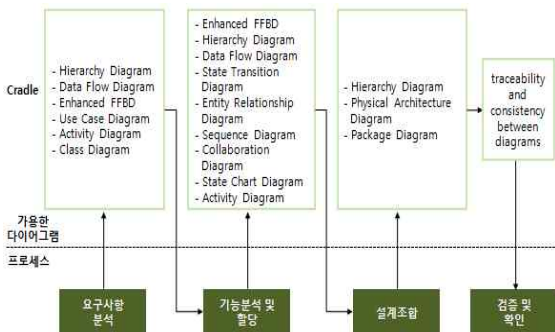 Cradle
- Hierarchy Diagram
- Data Flow Diagram
- Enhanced FFBD
- Use Case Diagram
- Activity Diagram
- Class Diagram
- Enhanced FFBD
- Hierarchy Diagram
- Data Flow Diagram
- State Transition
Diagram
- Entity Relationship
Diagram
- Sequence Diagram
- Collaboration
Diagram
- State Chart Diagram
- Activity Diagram
- Hierarchy Diagram
- Physical Architecture
Diagram
- Package Diagram
traceability
and
consistency
between
diagrams
가용한
다이어그램
프로세스
요구사항
분석
기능분석 및
할당
설계조합
검증 및
확인